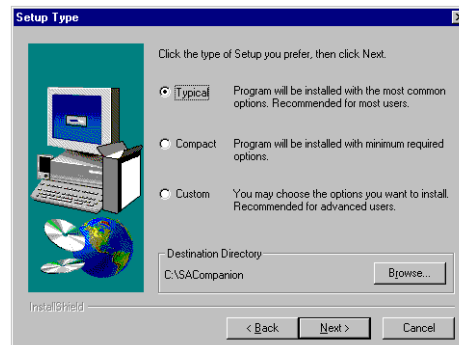 Setup Type
Click the type of Setup you prefer, then click Next.
Typical
Program will be installed with the most common
options. Recommended for most users.
Compact
Program will be installed with minimum required
options.
Custom
You may choose the options you want to install.
Recommended for advanced users.
Destination Directory
C:\SACompanion
Browse...
InstallShield
< Back
Next >
Cancel